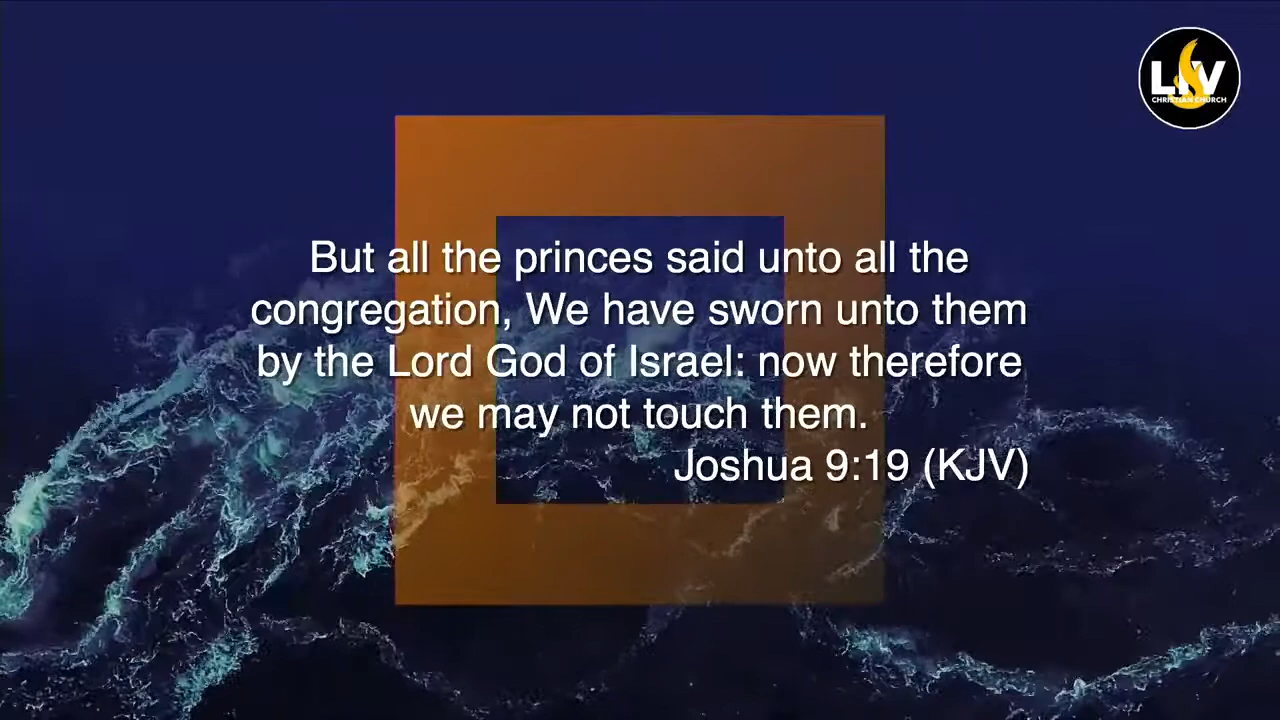 LIV
CHRISTIAN CHURCH
But all the princes said unto all the
congregation, We have sworn unto them
by the Lord God of Israel: now therefore
we may not touch them.
Joshua 9:19 (KJV)